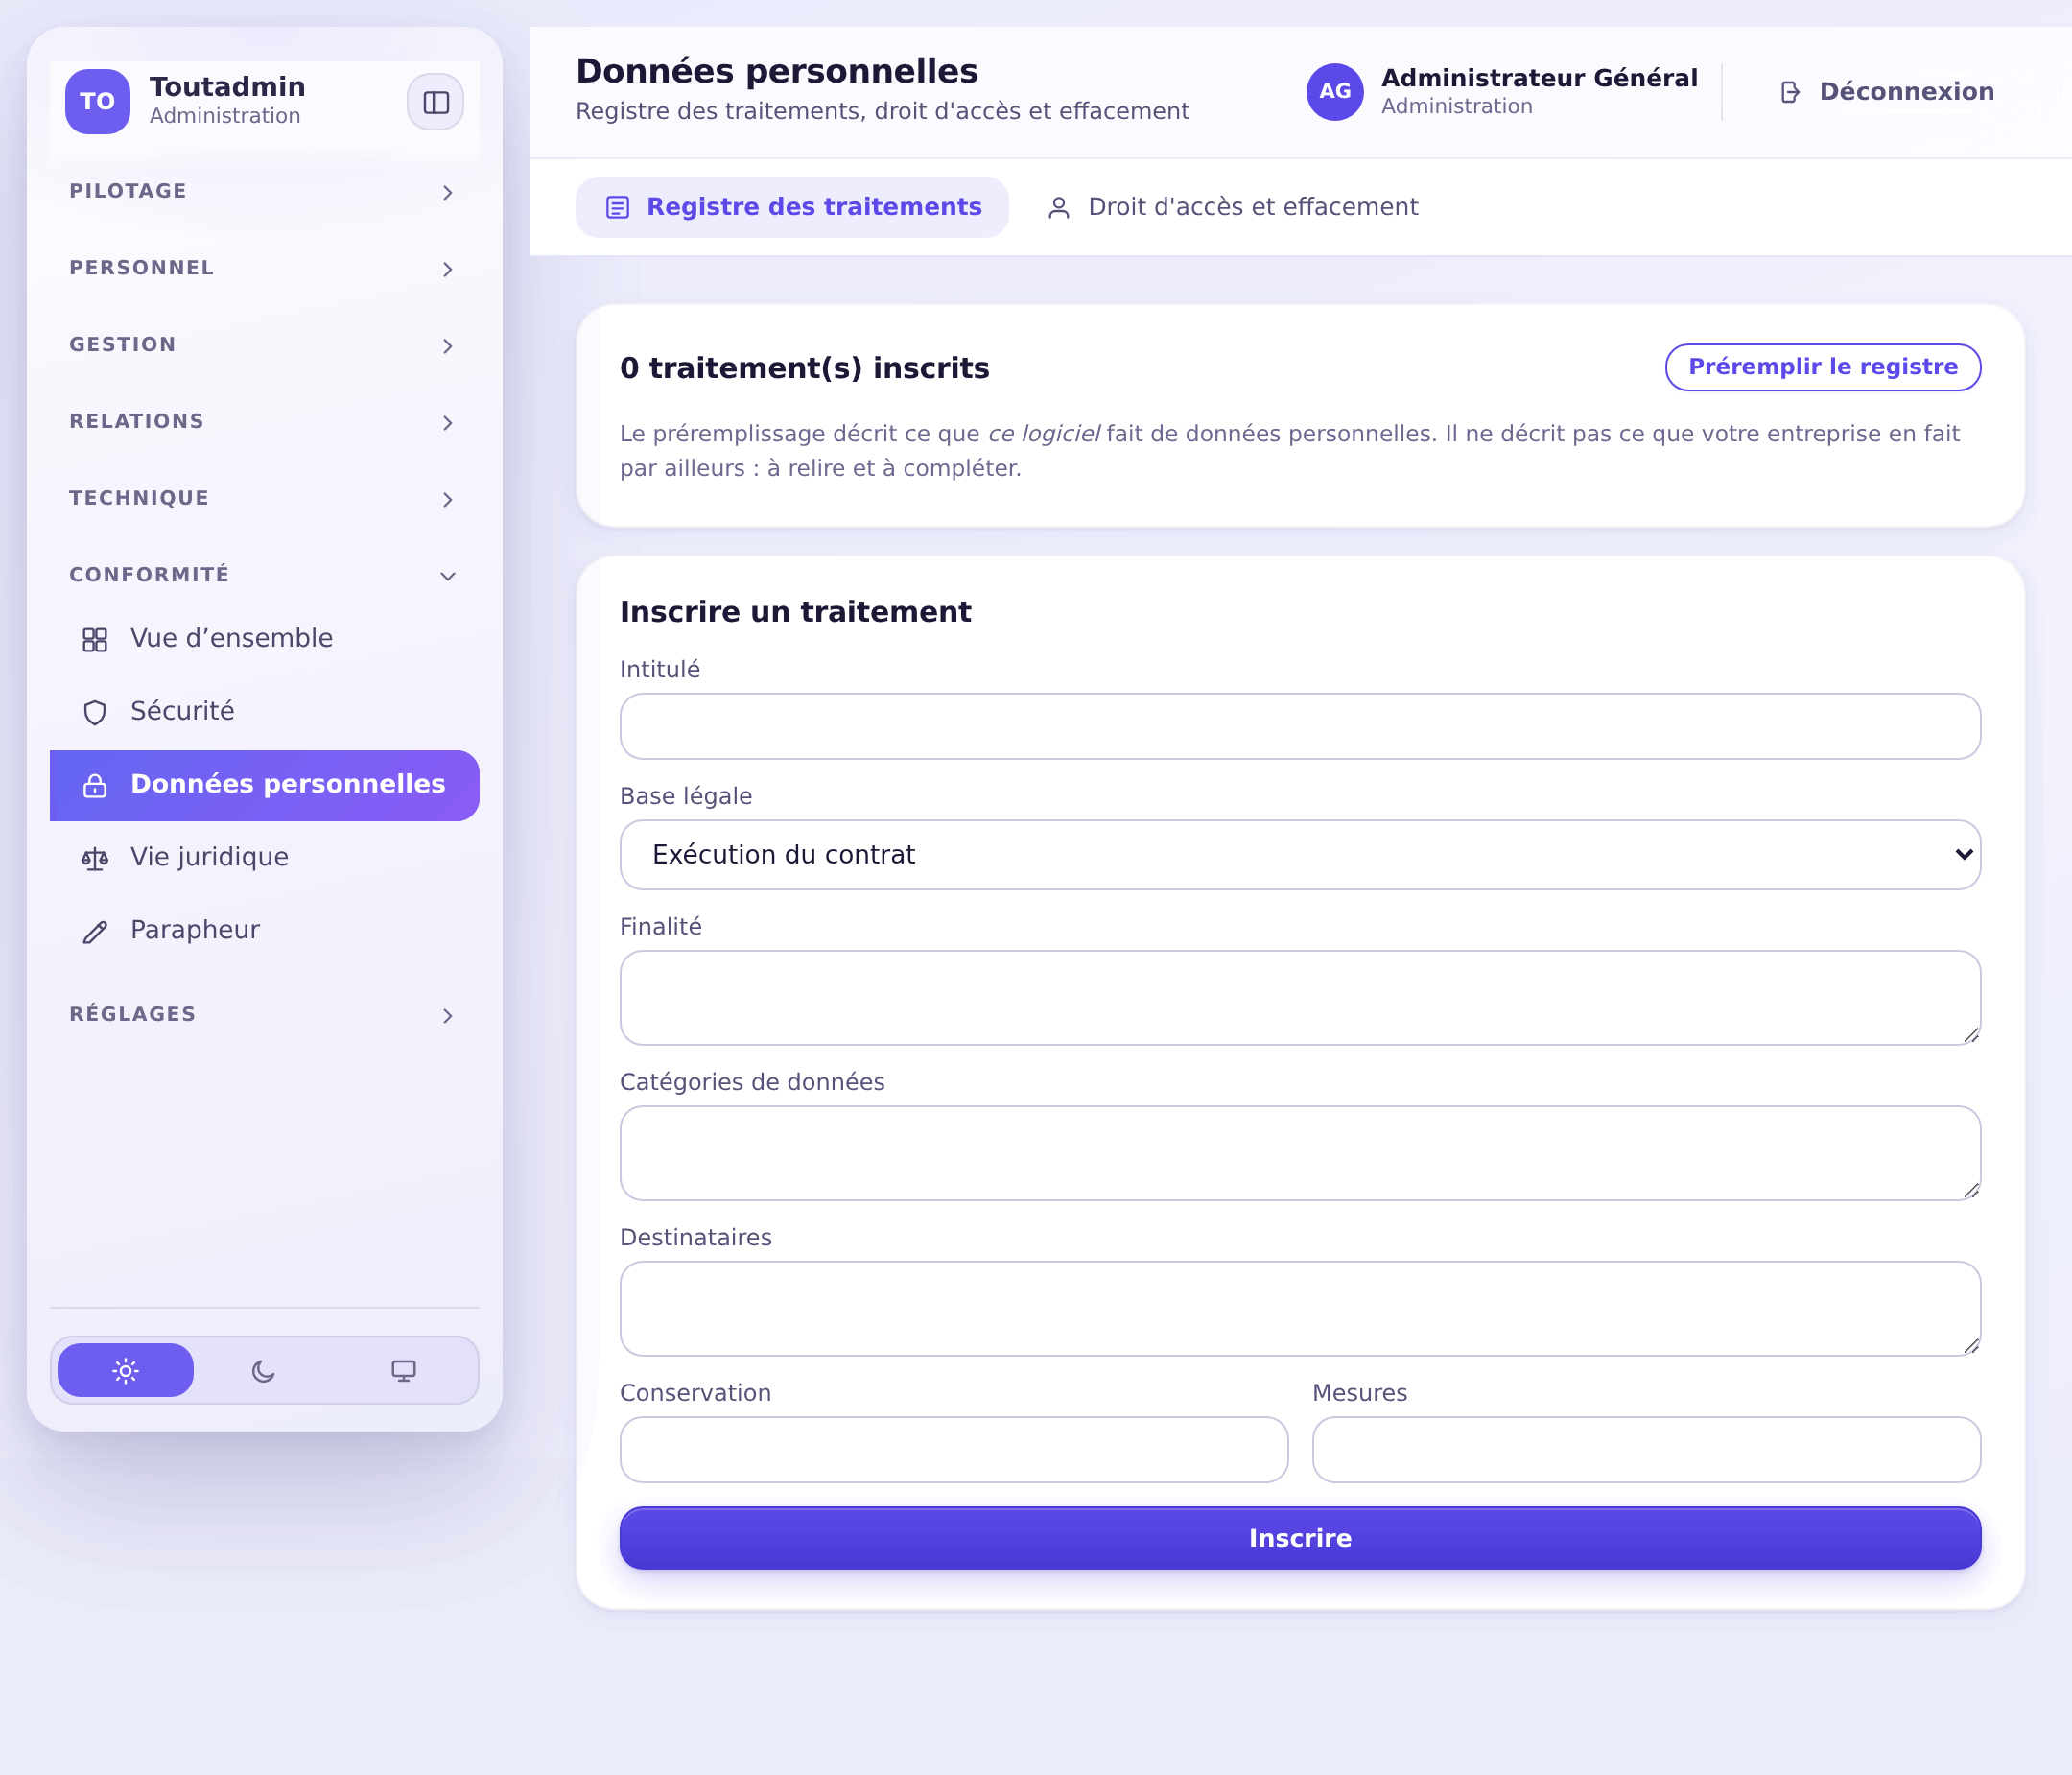 TO
Toutadmin
Administration
PILOTAGE
PERSONNEL
GESTION
RELATIONS
TECHNIQUE
CONFORMITÉ
Vue d’ensemble
Sécurité
Données personnelles
Vie juridique
Parapheur
RÉGLAGES
Données personnelles
Registre des traitements, droit d'accès et effacement
AG
Administrateur Général
Administration
Déconnexion
Registre des traitements
Droit d'accès et effacement
0 traitement(s) inscrits
Préremplir le registre
Le préremplissage décrit ce que ce logiciel fait de données personnelles. Il ne décrit pas ce que votre entreprise en fait
par ailleurs : à relire et à compléter.
Inscrire un traitement
Intitulé
Base légale
Exécution du contrat
Finalité
Catégories de données
Destinataires
Conservation
Mesures
Inscrire